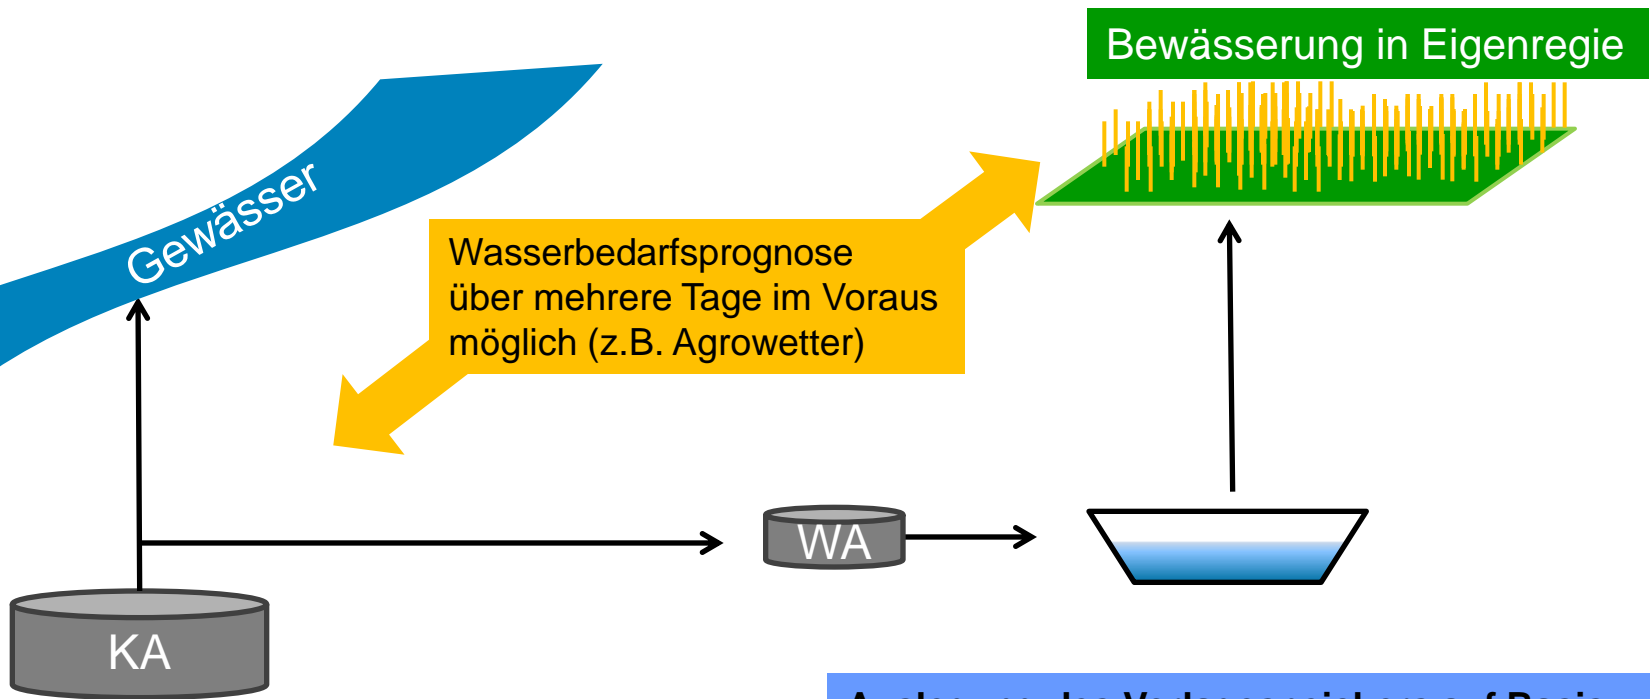 Bewässerung in Eigenregie
Gewässer
Wasserbedarfsprognose
über mehrere Tage im Voraus
möglich (z.B. Agrowetter)
WA
KA